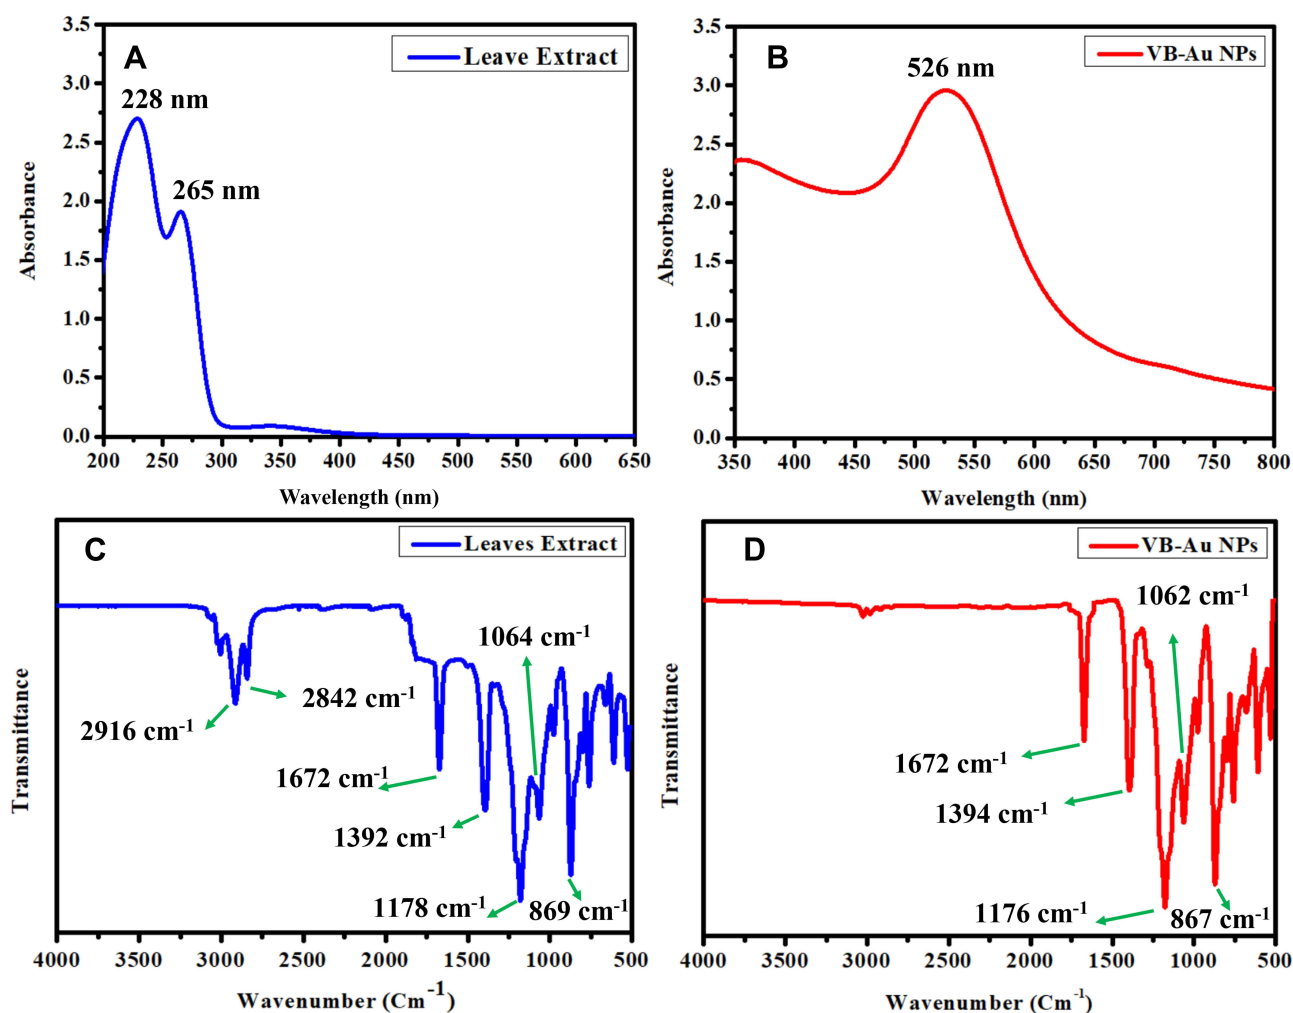 A
Leave Extract
228 nm
265 nm
3.5
3.0
2.5
2.0
1.5
1.0
0.5
0.0
Absorbance
200 250 300 350 400 450 500 550 600 650
Wavelength (nm)
B
VB-Au NPs
526 nm
3.5
3.0
2.5
2.0
1.5
1.0
0.5
0.0
Absorbance
350 400 450 500 550 600 650 700 750 800
Wavelength (nm)
C
Leaves Extract
1064 cm-1
2842 cm-1
2916 cm-1
1672 cm-1
1392 cm-1
1178 cm-1
869 cm-1
Transmittance
4000 3500 3000 2500 2000 1500 1000 500
Wavenumber (Cm-1)
D
VB-Au NPs
1062 cm-1
1672 cm-1
1394 cm-1
1176 cm-1
867 cm-1
Transmittance
4000 3500 3000 2500 2000 1500 1000 500
Wavenumber (Cm-1)